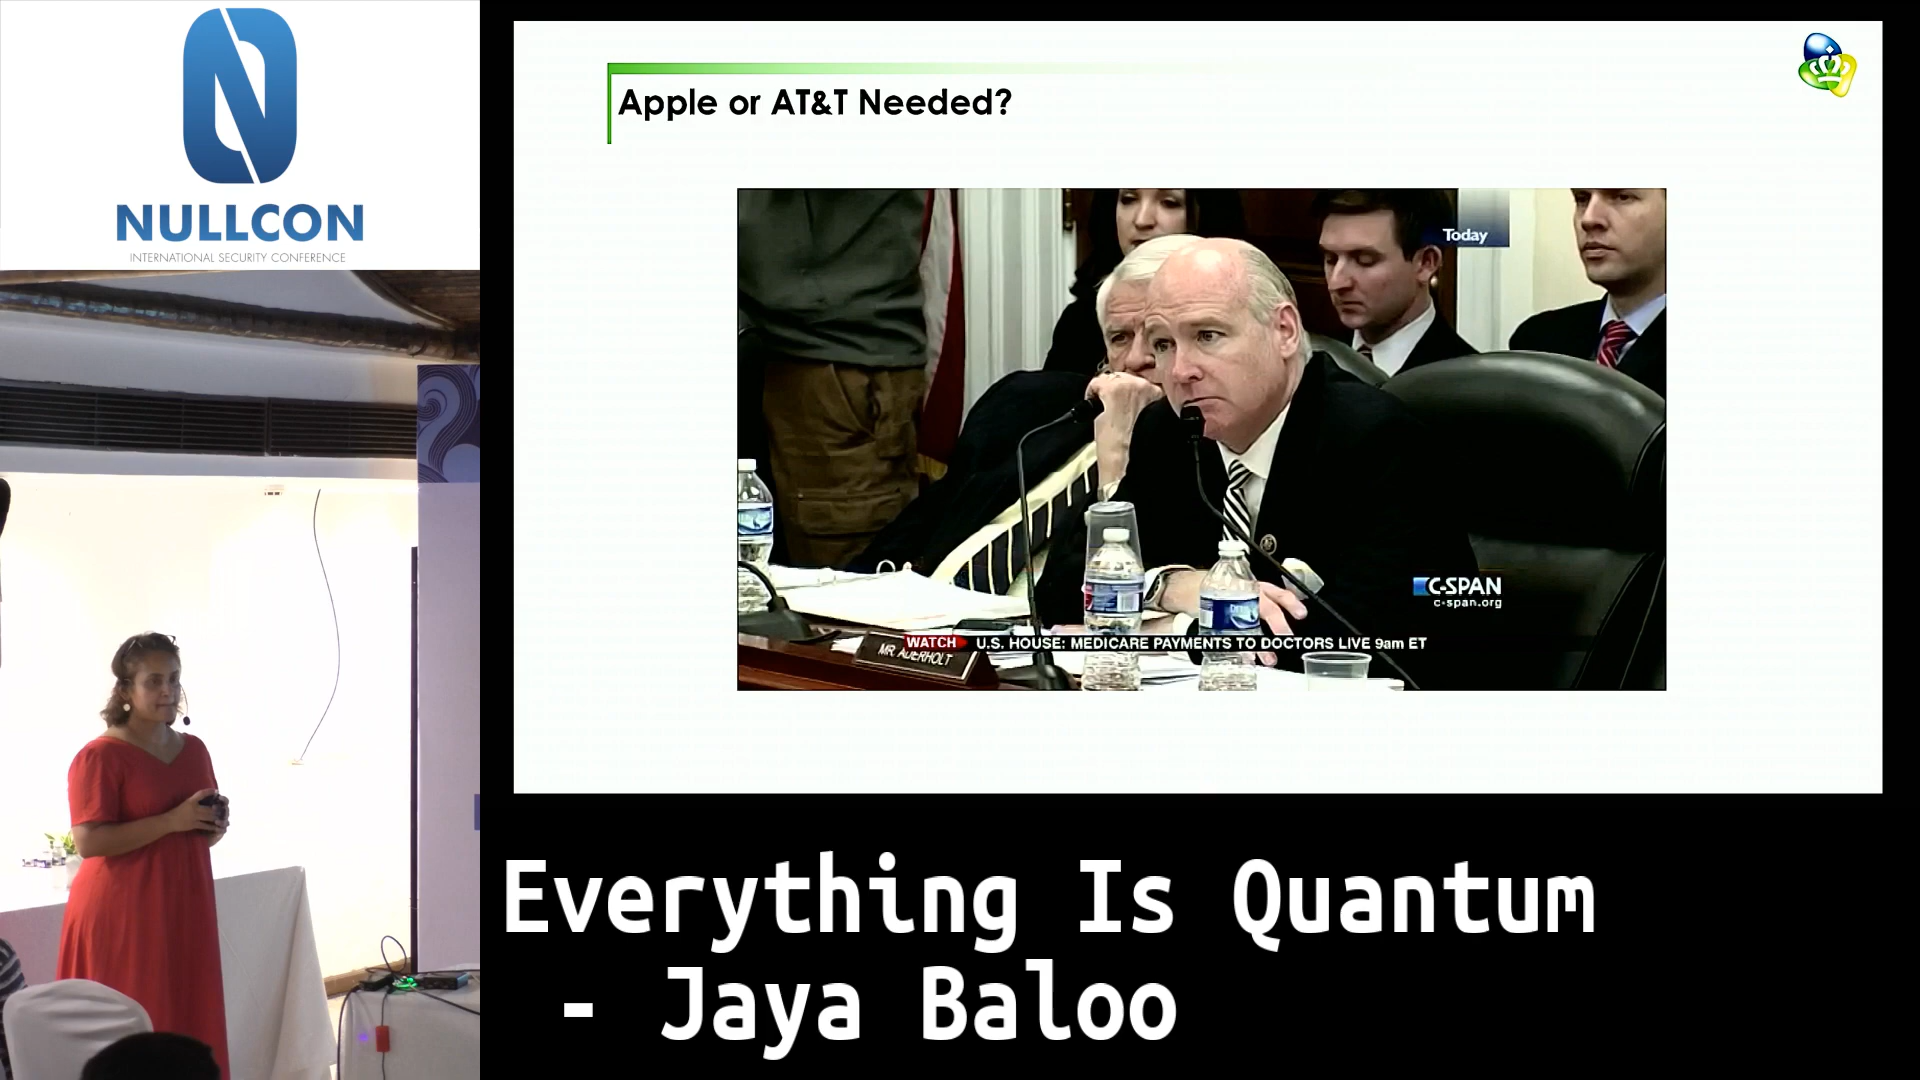 NULLCON
INTERNATIONAL SECURITY CONFERENCE
Apple or AT&T Needed?
Today
C-SPAN
c-span.org
WATCH U.S. HOUSE: MEDICARE PAYMENTS TO DOCTORS LIVE 9am ET
MR. ADERHOLT
Everything Is Quantum
- Jaya Baloo